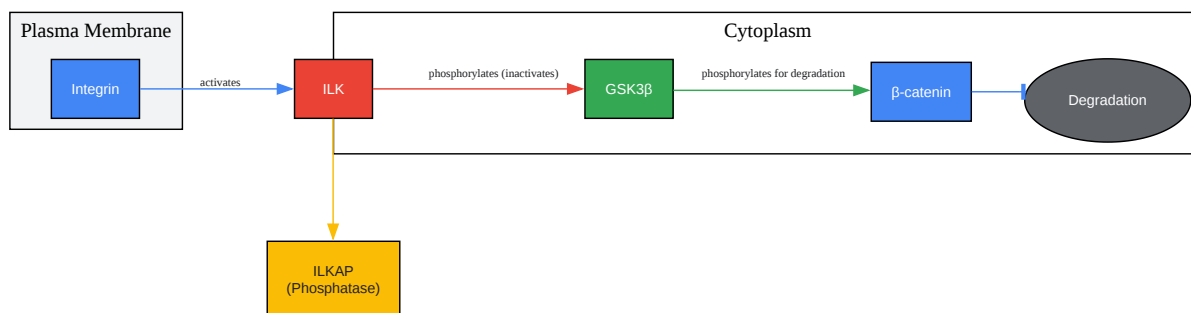 Plasma Membrane
Cytoplasm
Integrin
activates
ILK
phosphorylates (inactivates)
GSK3β
phosphorylates for degradation
β-catenin
Degradation
ILKAP
(Phosphatase)